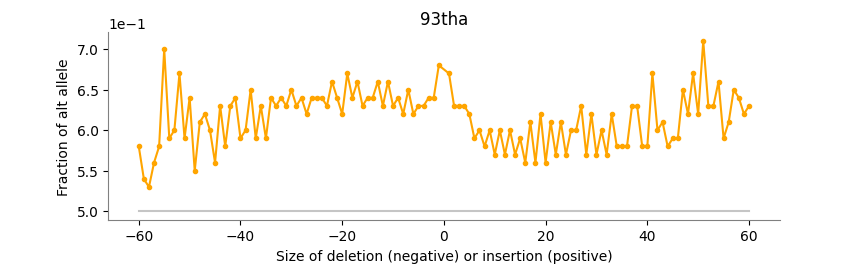 93tha
1e−1
7.0
6.5
6.0
5.5
5.0
Fraction of alt allele
−60 −40 −20 0 20 40 60
Size of deletion (negative) or insertion (positive)